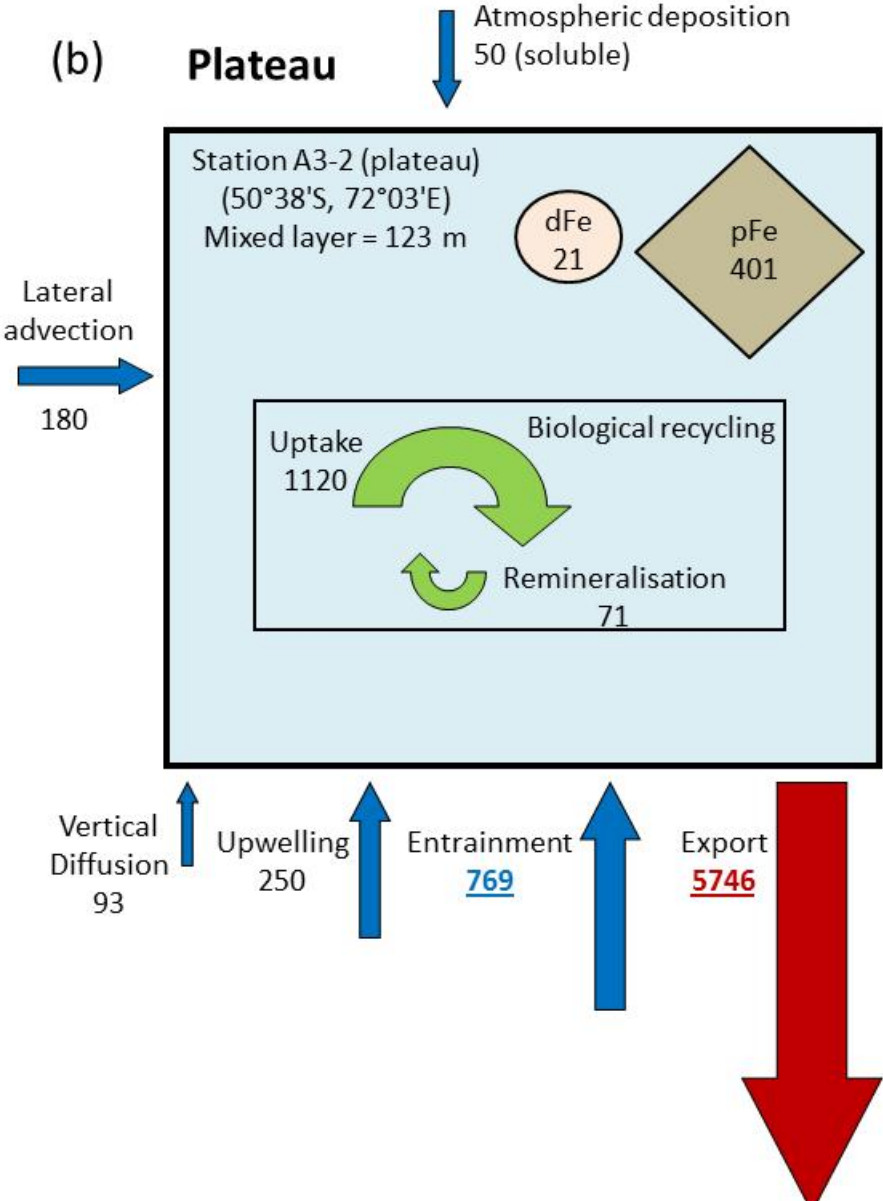 (b)
Plateau
Atmospheric deposition
50 (soluble)
Station A3-2 (plateau)
(50°38'S, 72°03'E)
Mixed layer = 123 m
dFe
21
pFe
401
Lateral
advection
180
Biological recycling
Uptake
1120
Remineralisation
71
Vertical
Diffusion
93
Upwelling
250
Entrainment
769
Export
5746